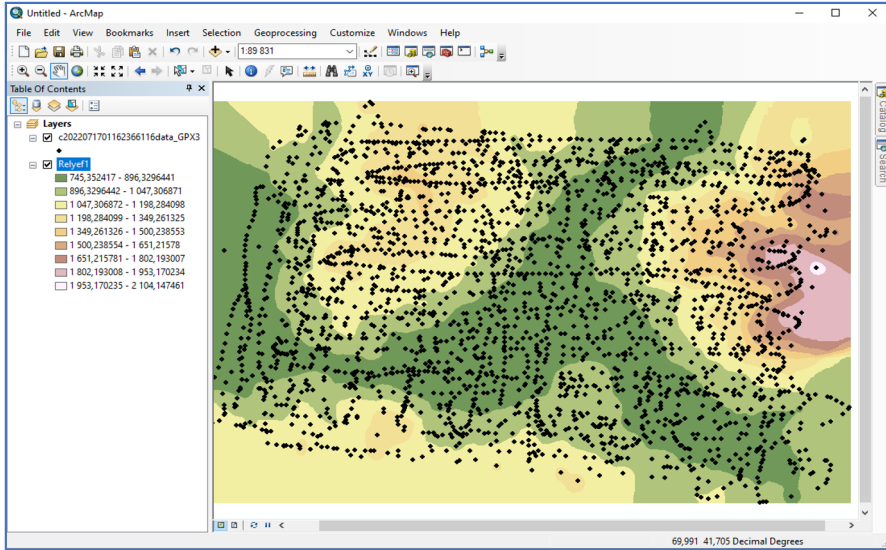 Untitled - ArcMap
File Edit View Bookmarks Insert Selection Geoprocessing Customize Windows Help
1:89 831
Table Of Contents
Layers
c2022071701162366116data_GPX3
Relyef1
745,352417 - 896,3296441
896,3296442 - 1 047,306871
1 047,306872 - 1 198,284098
1 198,284099 - 1 349,261325
1 349,261326 - 1 500,238553
1 500,238554 - 1 651,21578
1 651,215781 - 1 802,193007
1 802,193008 - 1 953,170234
1 953,170235 - 2 104,147461
Catalog
Search
69,991 41,705 Decimal Degrees